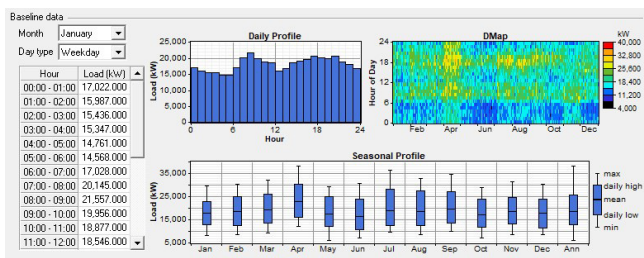 Baseline data
Month January
Day type Weekday
Hour Load (kW)
00:00 - 01:00 17,022.000
01:00 - 02:00 15,987.000
02:00 - 03:00 15,436.000
03:00 - 04:00 15,347.000
04:00 - 05:00 14,761.000
05:00 - 06:00 14,568.000
06:00 - 07:00 17,028.000
07:00 - 08:00 20,145.000
08:00 - 09:00 21,557.000
09:00 - 10:00 19,956.000
10:00 - 11:00 18,877.000
11:00 - 12:00 18,546.000
Daily Profile
Load (kW)
25,000
20,000
15,000
10,000
5,000
0
0 6 12 18 24
Hour
DMap
Hour of Day
24
18
12
6
0
Feb Apr Jun Aug Oct Dec
kW
40,000
32,800
25,600
18,400
11,200
4,000
Seasonal Profile
Load (kW)
45,000
35,000
25,000
15,000
5,000
Jan Feb Mar Apr May Jun Jul Aug Sep Oct Nov Dec Ann
max
daily high
mean
daily low
min